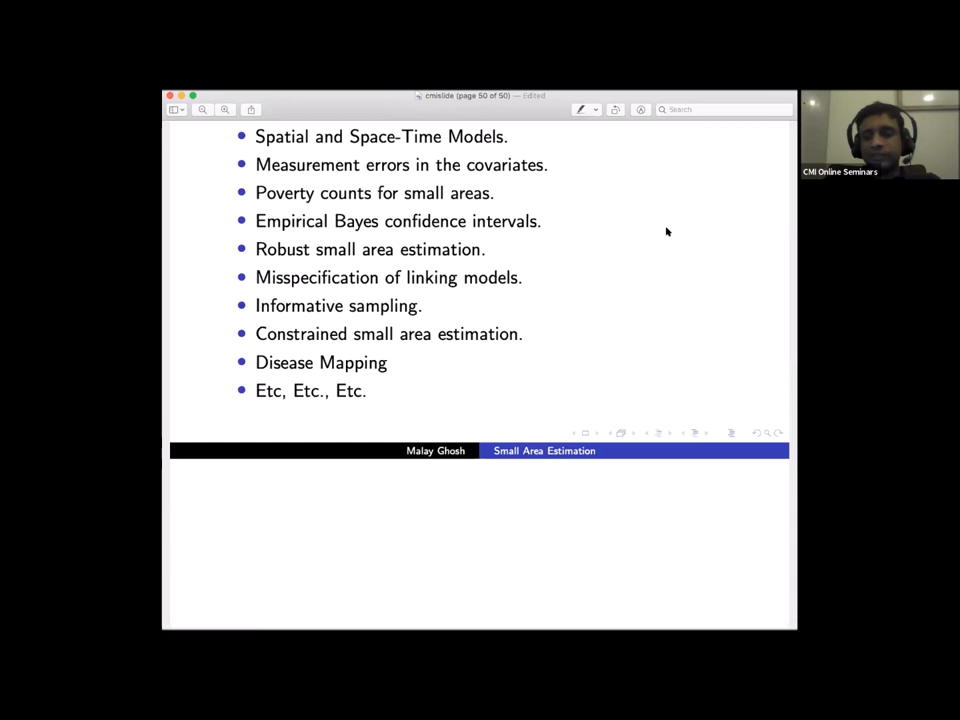 cmislide (page 50 of 50) — Edited
Search
• Spatial and Space-Time Models.
• Measurement errors in the covariates.
• Poverty counts for small areas.
• Empirical Bayes confidence intervals.
• Robust small area estimation.
• Misspecification of linking models.
• Informative sampling.
• Constrained small area estimation.
• Disease Mapping
• Etc, Etc., Etc.
Malay Ghosh Small Area Estimation
CMI Online Seminars